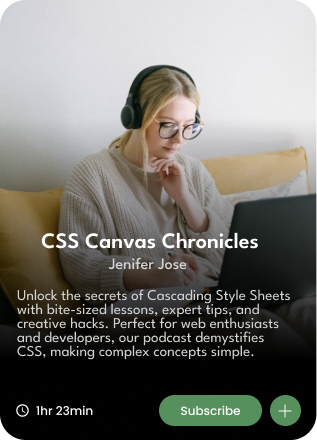 CSS Canvas Chronicles
Jenifer Jose
Unlock the secrets of Cascading Style Sheets
with bite-sized lessons, expert tips, and
creative hacks. Perfect for web enthusiasts
and developers, our podcast demystifies
CSS, making complex concepts simple.
1hr 23min
Subscribe